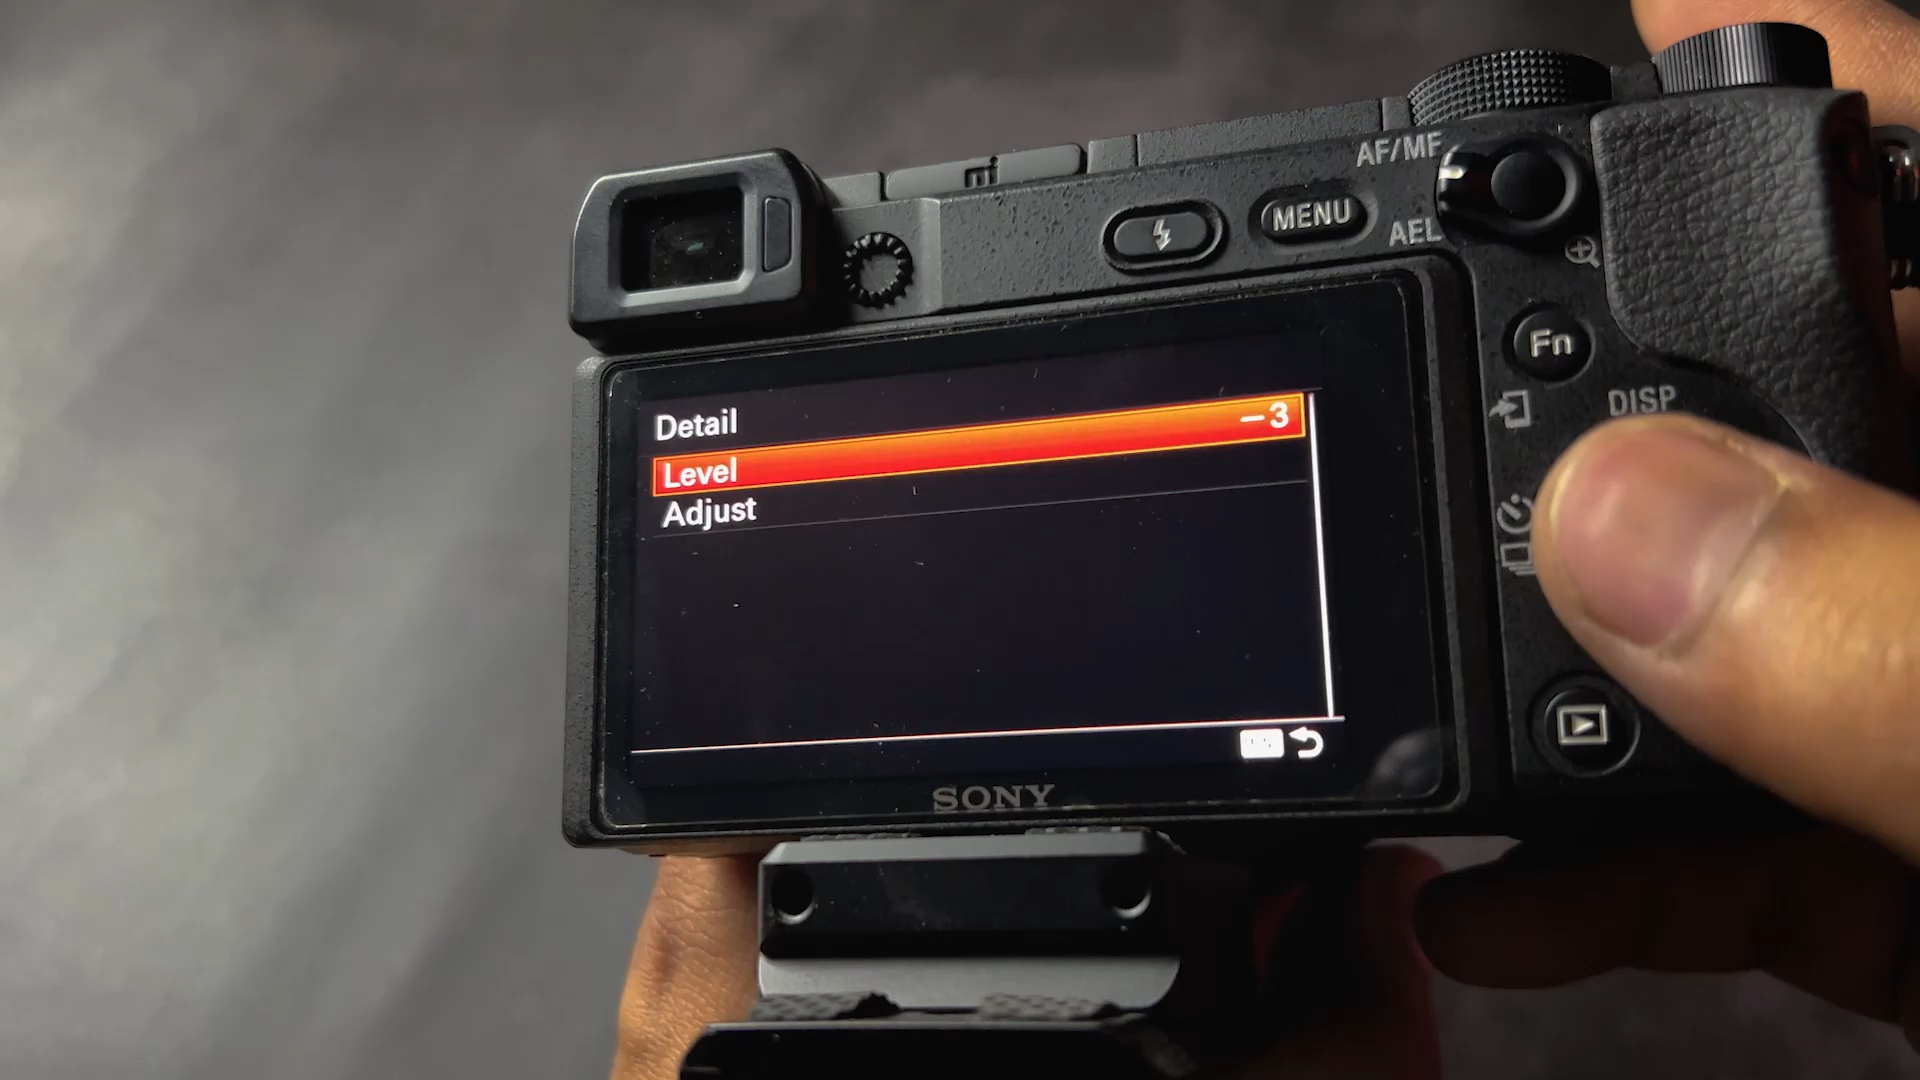 AF/MF
MENU
AEL
Fn
DISP
Detail
Level −3
Adjust
SONY